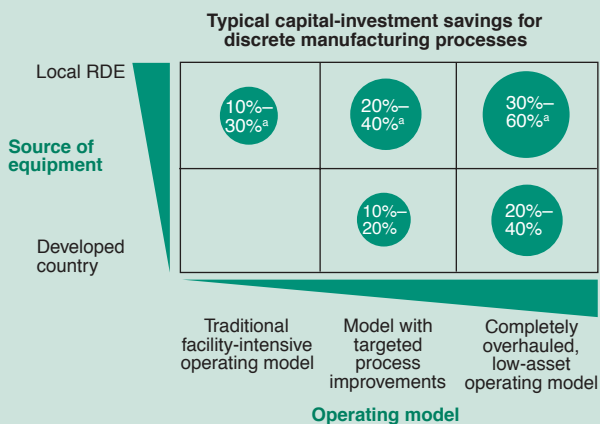 Typical capital-investment savings for
discrete manufacturing processes
Local RDE
Source of
equipment
Developed
country
10%–
30%ᵃ
20%–
40%ᵃ
30%–
60%ᵃ
10%–
20%
20%–
40%
Traditional
facility-intensive
operating model
Model with
targeted
process
improvements
Completely
overhauled,
low-asset
operating model
Operating model